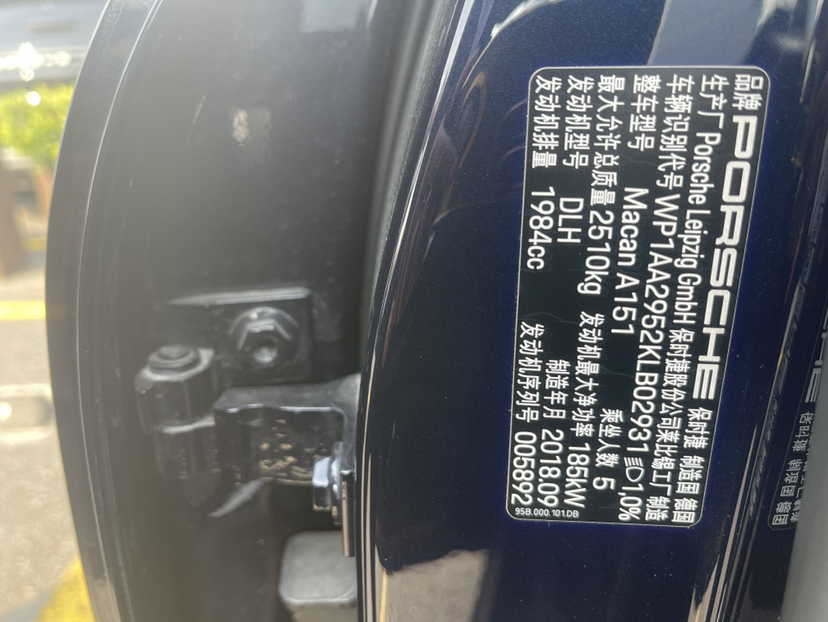 品牌 PORSCHE 保时捷 制造国 德国
生产厂 Porsche Leipzig GmbH 保时捷股份公司莱比锡工厂制造
车辆识别代号 WP1AA2952KLB02931 1,0%
整车型号 Macan A151 乘坐人数 5
最大允许总质量 2510kg 发动机最大净功率 185kW
发动机型号 DLH 制造年月 2018.09
发动机排量 1984cc 发动机序列号 005892
95B.000.101.DB